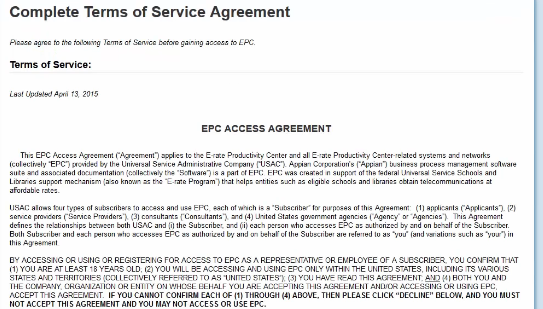 Complete Terms of Service Agreement
Please agree to the following Terms of Service before gaining access to EPC.
Terms of Service:
Last Updated April 13, 2015
EPC ACCESS AGREEMENT
This EPC Access Agreement ("Agreement") applies to the E-rate Productivity Center and all E-rate Productivity Center-related systems and networks
(collectively "EPC") provided by the Universal Service Administrative Company ("USAC"). Appian Corporation's ("Appian") business process management software
suite and associated documentation (collectively the "Software") is a part of EPC. EPC was created in support of the federal Universal Service Schools and
Libraries support mechanism (also known as the "E-rate Program") that helps entities such as eligible schools and libraries obtain telecommunications at
affordable rates.
USAC allows four types of subscribers to access and use EPC, each of which is a "Subscriber" for purposes of this Agreement: (1) applicants ("Applicants"), (2)
service providers ("Service Providers"), (3) consultants ("Consultants"), and (4) United States government agencies ("Agency" or "Agencies"). This Agreement
defines the relationships between both USAC and (i) the Subscriber, and (ii) each person who accesses EPC as authorized by and on behalf of the Subscriber.
Both Subscriber and each person who accesses EPC as authorized by and on behalf of the Subscriber are referred to as "you" (and variations such as "your") in
this Agreement.
BY ACCESSING OR USING OR REGISTERING FOR ACCESS TO EPC AS A REPRESENTATIVE OR EMPLOYEE OF A SUBSCRIBER, YOU CONFIRM THAT
(1) YOU ARE AT LEAST 18 YEARS OLD, (2) YOU WILL BE ACCESSING AND USING EPC ONLY WITHIN THE UNITED STATES, INCLUDING ITS VARIOUS
STATES AND TERRITORIES (COLLECTIVELY REFERRED TO AS "UNITED STATES"); (3) YOU HAVE READ THIS AGREEMENT; AND (4) BOTH YOU AND
THE COMPANY, ORGANIZATION OR ENTITY ON WHOSE BEHALF YOU ARE ACCEPTING THIS AGREEMENT AND/OR ACCESSING OR USING EPC,
ACCEPT THIS AGREEMENT. IF YOU CANNOT CONFIRM EACH OF (1) THROUGH (4) ABOVE, THEN PLEASE CLICK "DECLINE" BELOW, AND YOU MUST
NOT ACCEPT THIS AGREEMENT AND YOU MAY NOT ACCESS OR USE EPC.